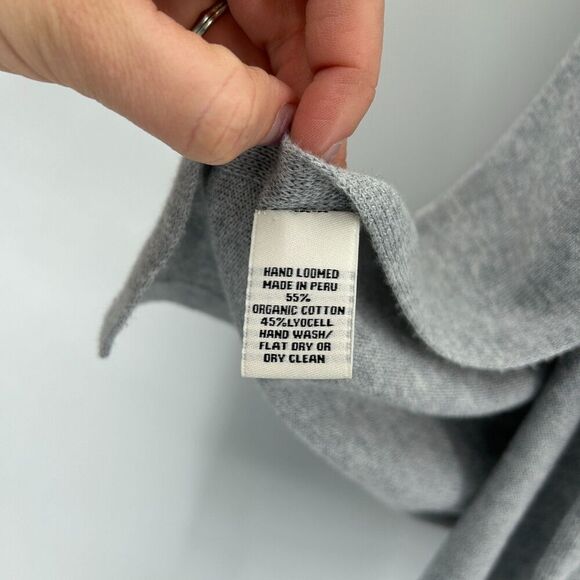 HAND LOOMED
MADE IN PERU
55%
ORGANIC COTTON
45%LYOCELL
HAND WASH/
FLAT DRY OR
DRY CLEAN